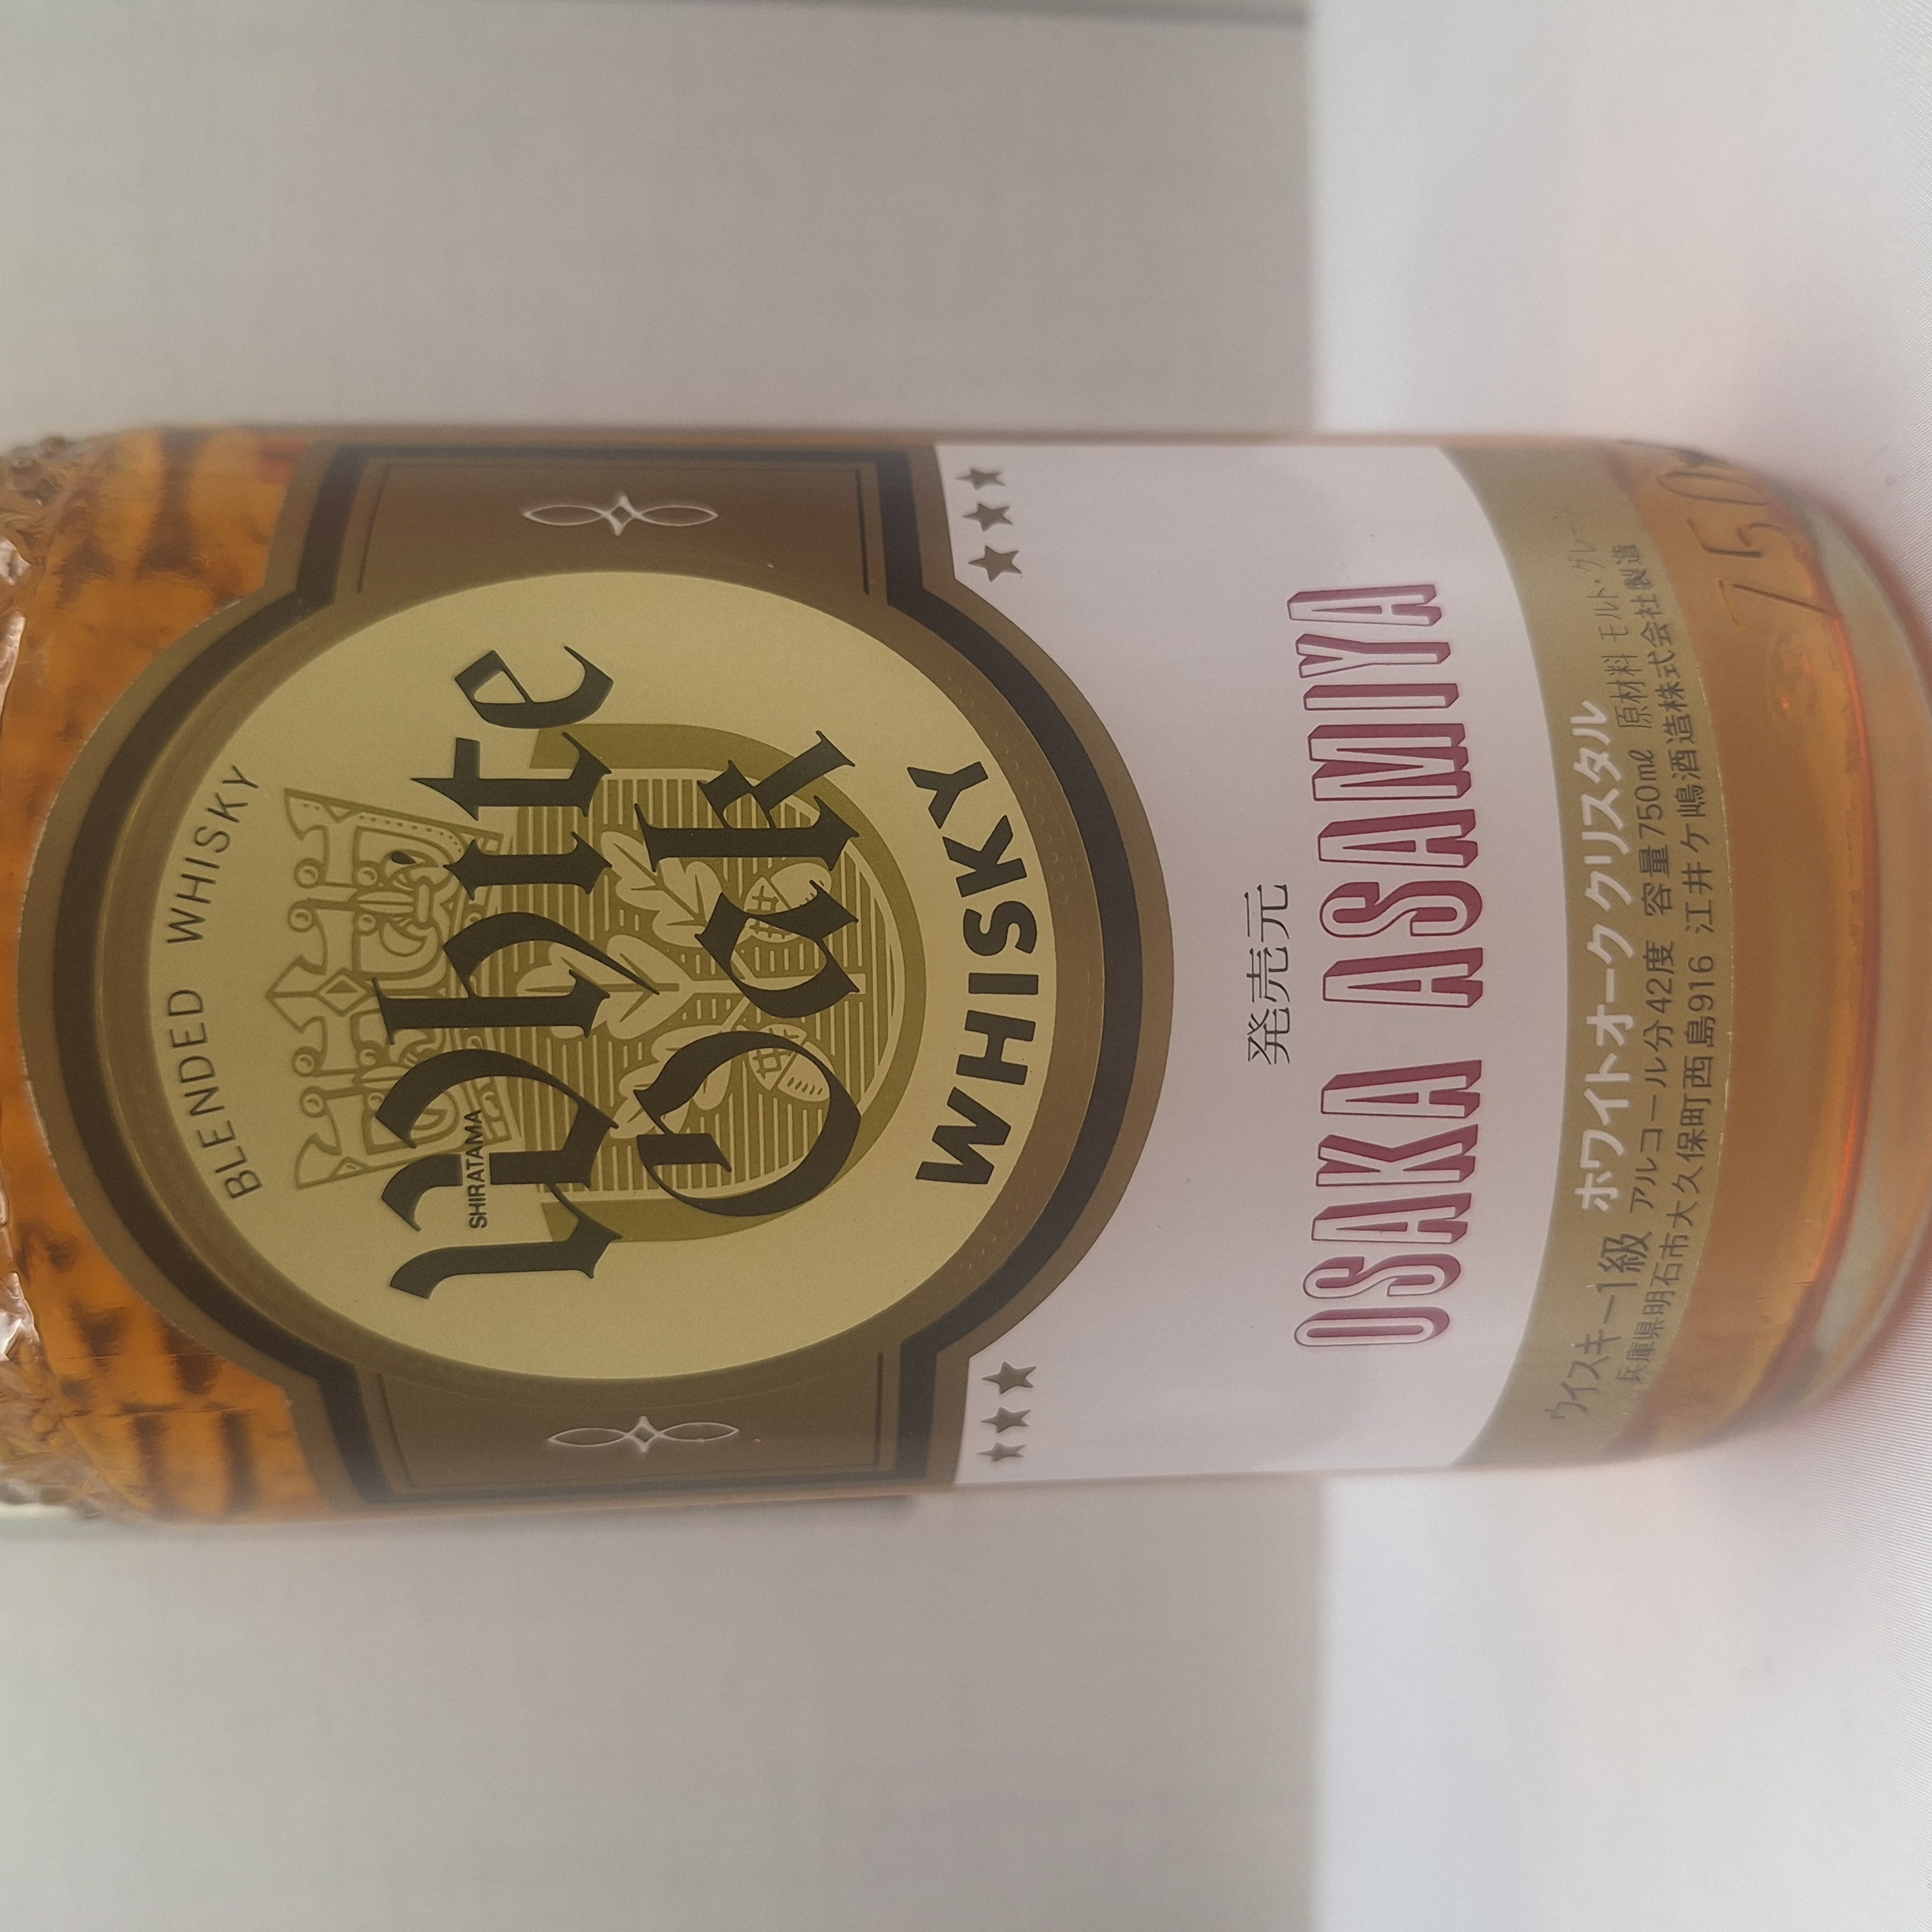 BLENDED WHISKY
White
SHIRATAMA
Oak
WHISKY
発売元
OSAKA ASAMIYA
ウイスキー1級 ホワイトオーククリスタル
アルコール分42度 容量750mℓ 原材料 モルト・グレーン
兵庫県明石市大久保町西島916 江井ケ嶋酒造株式会社製造
750